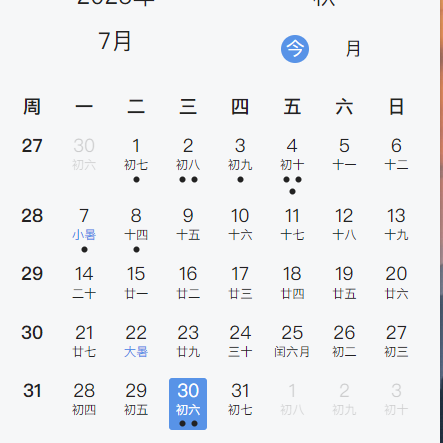 7月
今 月
周 一 二 三 四 五 六 日
27 30 1 2 3 4 5 6
初六 初七 初八 初九 初十 十一 十二
28 7 8 9 10 11 12 13
小暑 十四 十五 十六 十七 十八 十九
29 14 15 16 17 18 19 20
二十 廿一 廿二 廿三 廿四 廿五 廿六
30 21 22 23 24 25 26 27
廿七 大暑 廿九 三十 闰六月 初二 初三
31 28 29 30 31 1 2 3
初四 初五 初六 初七 初八 初九 初十